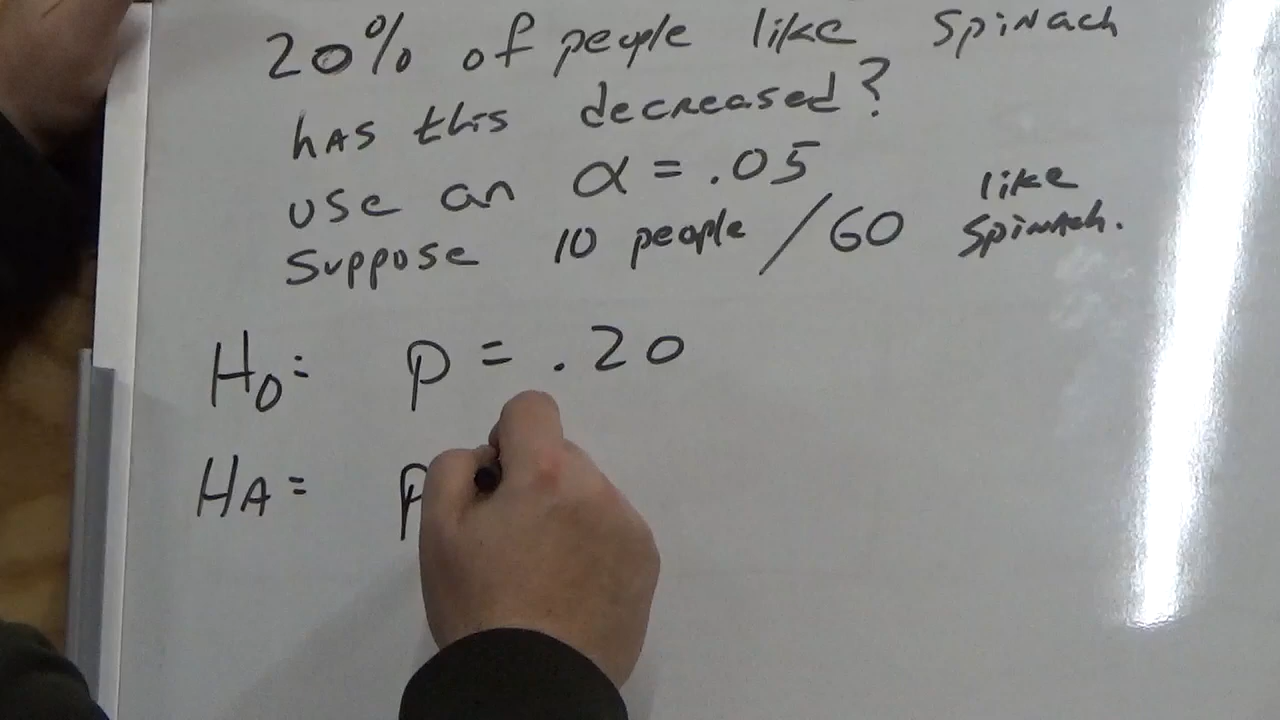 20% of people like spinach
has this decreased?
use an α = .05
suppose 10 people / 60 like spinach.
H0: p = .20
HA: p